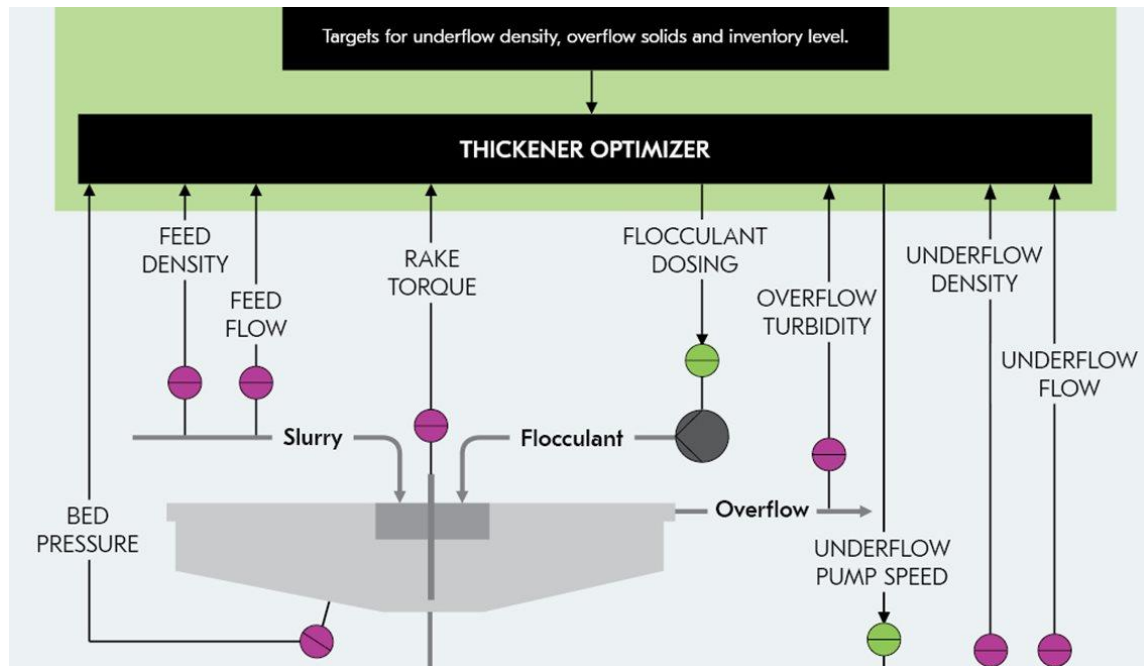 Targets for underflow density, overflow solids and inventory level.
THICKENER OPTIMIZER
FEED
DENSITY
FEED
FLOW
RAKE
TORQUE
FLOCCULANT
DOSING
OVERFLOW
TURBIDITY
UNDERFLOW
DENSITY
UNDERFLOW
FLOW
Slurry
Flocculant
Overflow
BED
PRESSURE
UNDERFLOW
PUMP SPEED